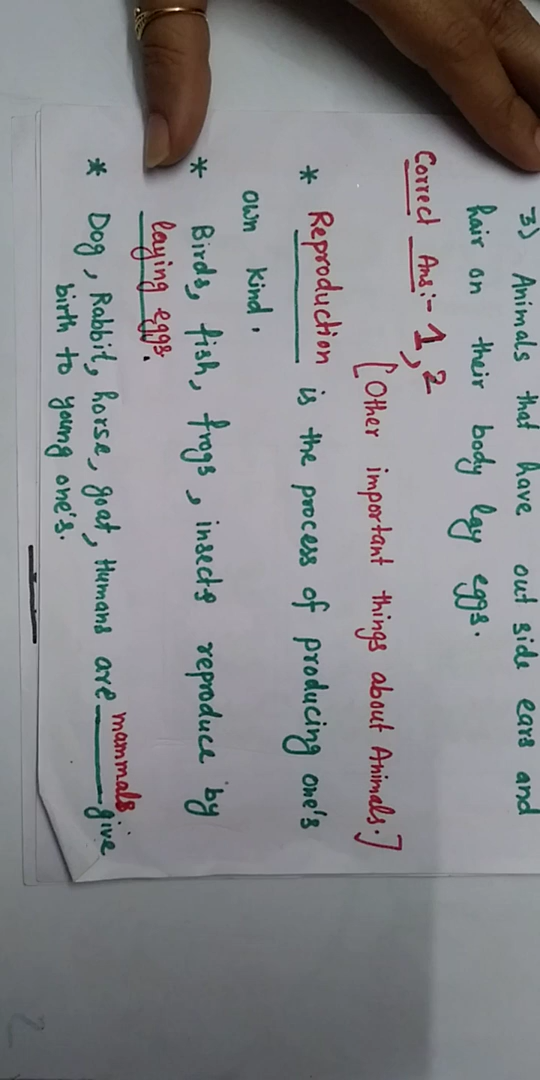 3) Animals that have out side ears and
hair on their body lay eggs.
Correct Ans:- 1, 2
[Other important things about Animals.]
* Reproduction is the process of producing one's
own kind.
* Birds, fish, frogs, insects reproduce by
laying eggs.
* Dog, Rabbit, horse, goat, Humans are mammals give
birth to young one's.
2